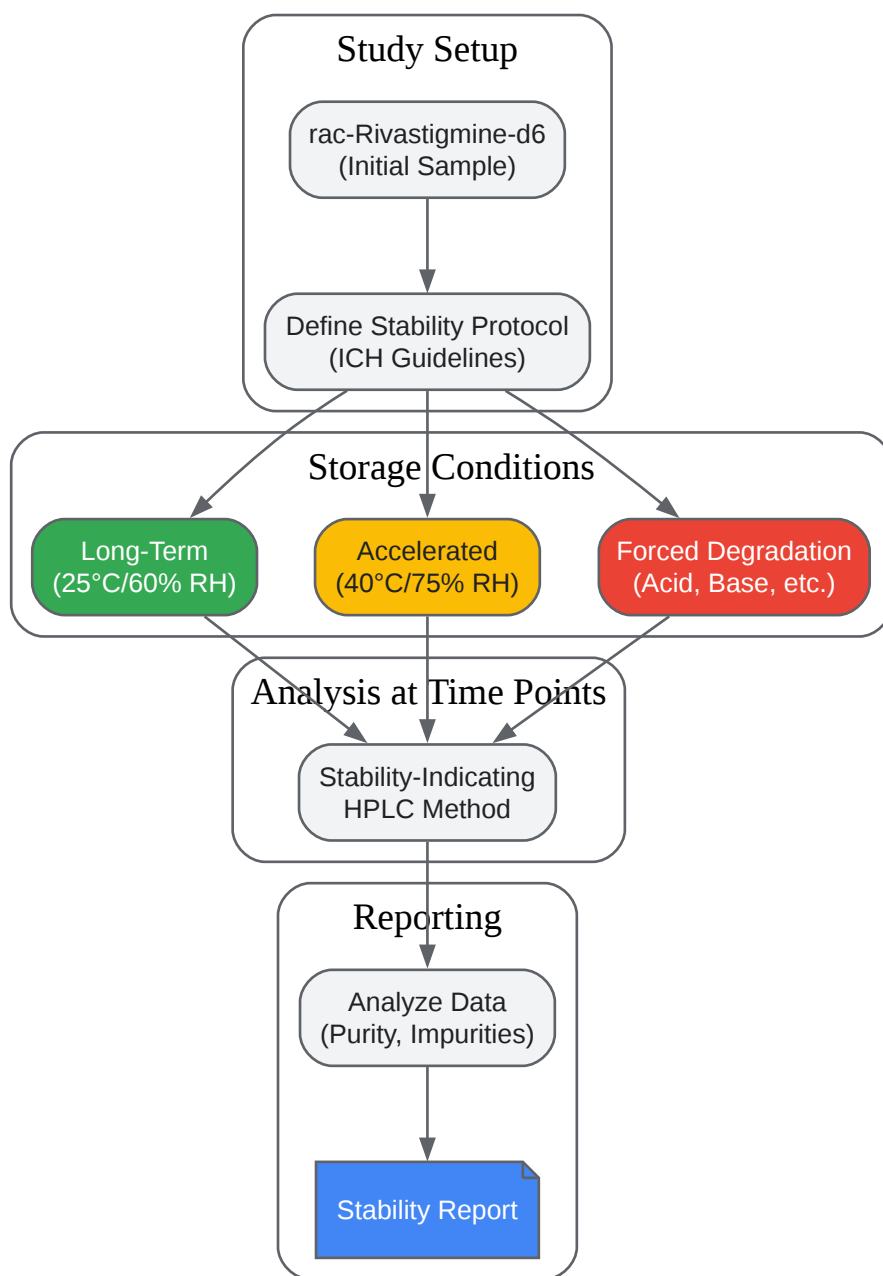 Study Setup
rac-Rivastigmine-d6
(Initial Sample)
Define Stability Protocol
(ICH Guidelines)
Storage Conditions
Long-Term
(25°C/60% RH)
Accelerated
(40°C/75% RH)
Forced Degradation
(Acid, Base, etc.)
Analysis at Time Points
Stability-Indicating
HPLC Method
Reporting
Analyze Data
(Purity, Impurities)
Stability Report